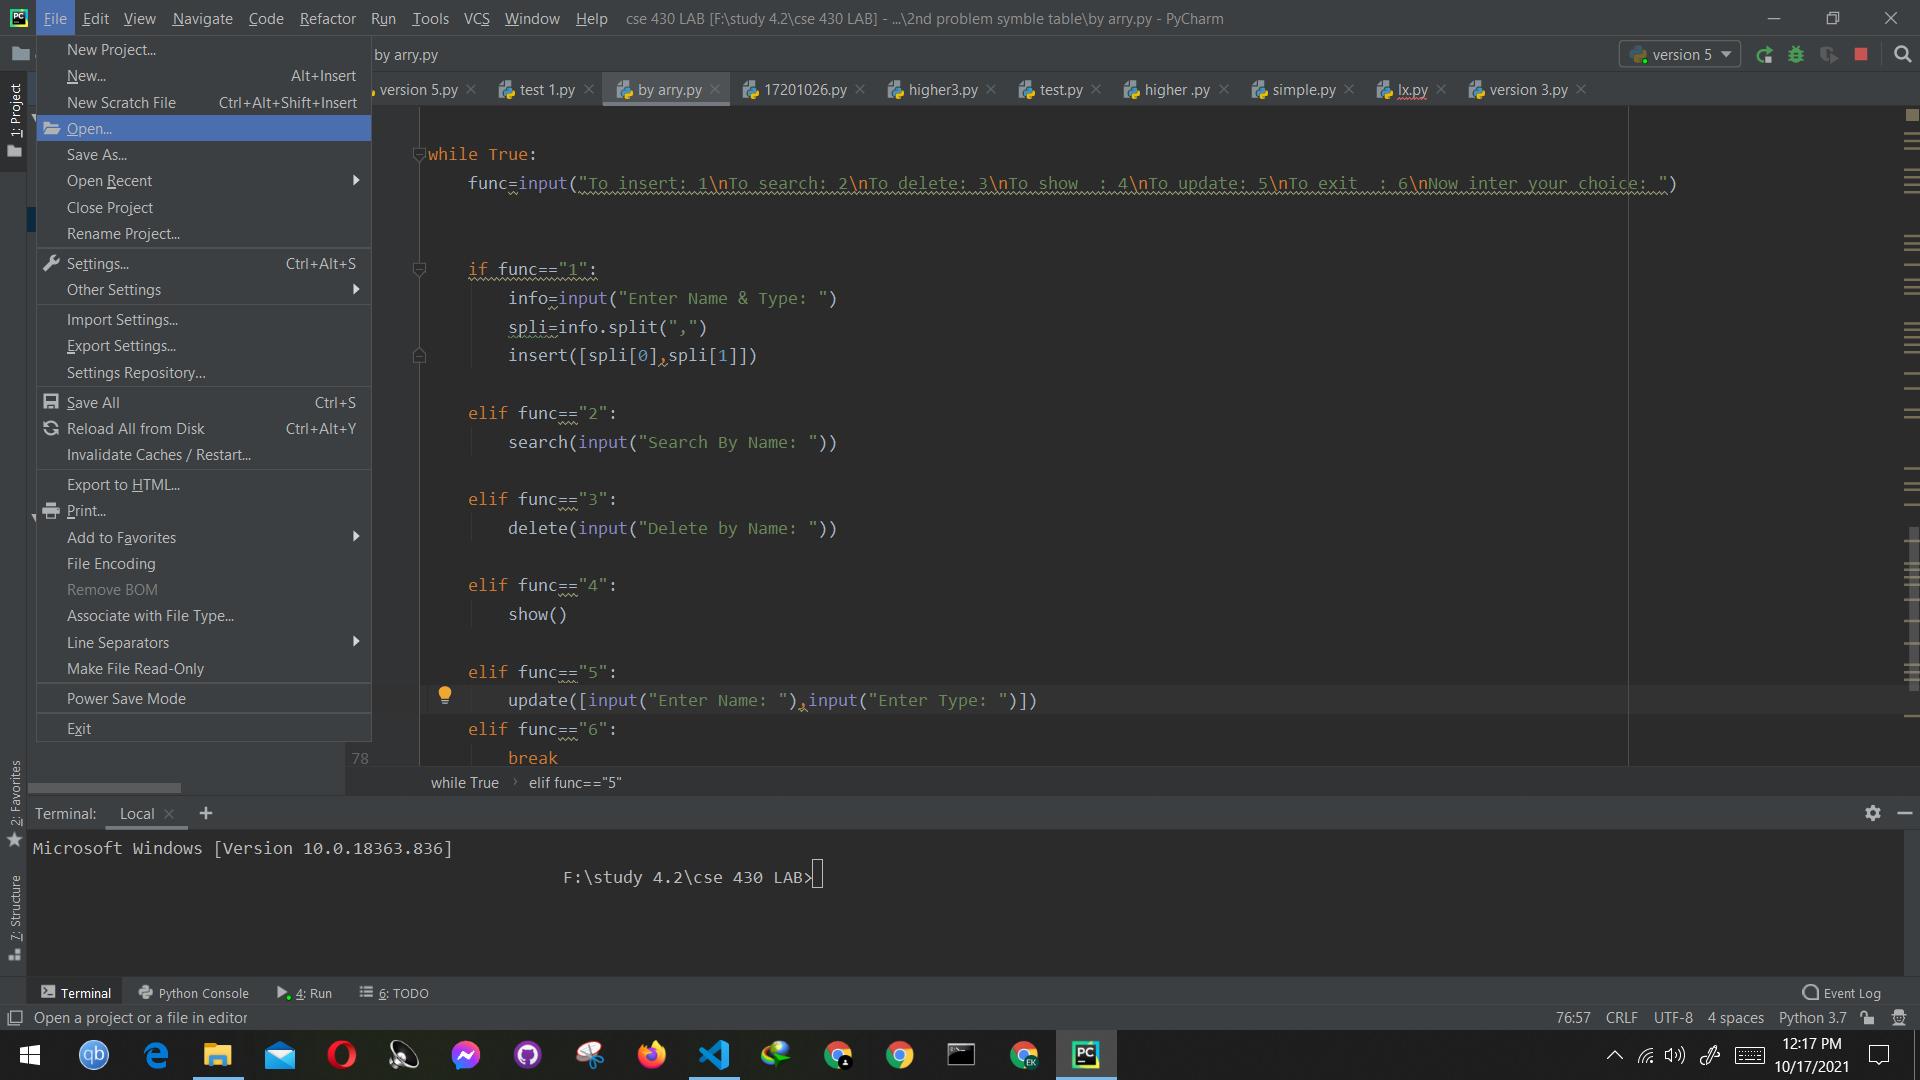 File Edit View Navigate Code Refactor Run Tools VCS Window Help cse 430 LAB [F:\study 4.2\cse 430 LAB] - ...\2nd problem symble table\by arry.py - PyCharm
by arry.py
version 5
version 5.py
test 1.py
by arry.py
17201026.py
higher3.py
test.py
higher .py
simple.py
lx.py
version 3.py
1: Project
New Project...
New... Alt+Insert
New Scratch File Ctrl+Alt+Shift+Insert
Open...
Save As...
Open Recent
Close Project
Rename Project...
Settings... Ctrl+Alt+S
Other Settings
Import Settings...
Export Settings...
Settings Repository...
Save All Ctrl+S
Reload All from Disk Ctrl+Alt+Y
Invalidate Caches / Restart...
Export to HTML...
Print...
Add to Favorites
File Encoding
Remove BOM
Associate with File Type...
Line Separators
Make File Read-Only
Power Save Mode
Exit
while True:
func=input("To insert: 1\nTo search: 2\nTo delete: 3\nTo show  : 4\nTo update: 5\nTo exit  : 6\nNow inter your choice: ")
if func=="1":
info=input("Enter Name & Type: ")
spli=info.split(",")
insert([spli[0],spli[1]])
elif func=="2":
search(input("Search By Name: "))
elif func=="3":
delete(input("Delete by Name: "))
elif func=="4":
show()
elif func=="5":
update([input("Enter Name: "),input("Enter Type: ")])
elif func=="6":
78 break
while True › elif func=="5"
2: Favorites
7: Structure
Terminal: Local +
Microsoft Windows [Version 10.0.18363.836]
F:\study 4.2\cse 430 LAB>
Terminal Python Console 4: Run 6: TODO Event Log
Open a project or a file in editor 76:57 CRLF UTF-8 4 spaces Python 3.7
qb
EK
PC
12:17 PM
10/17/2021